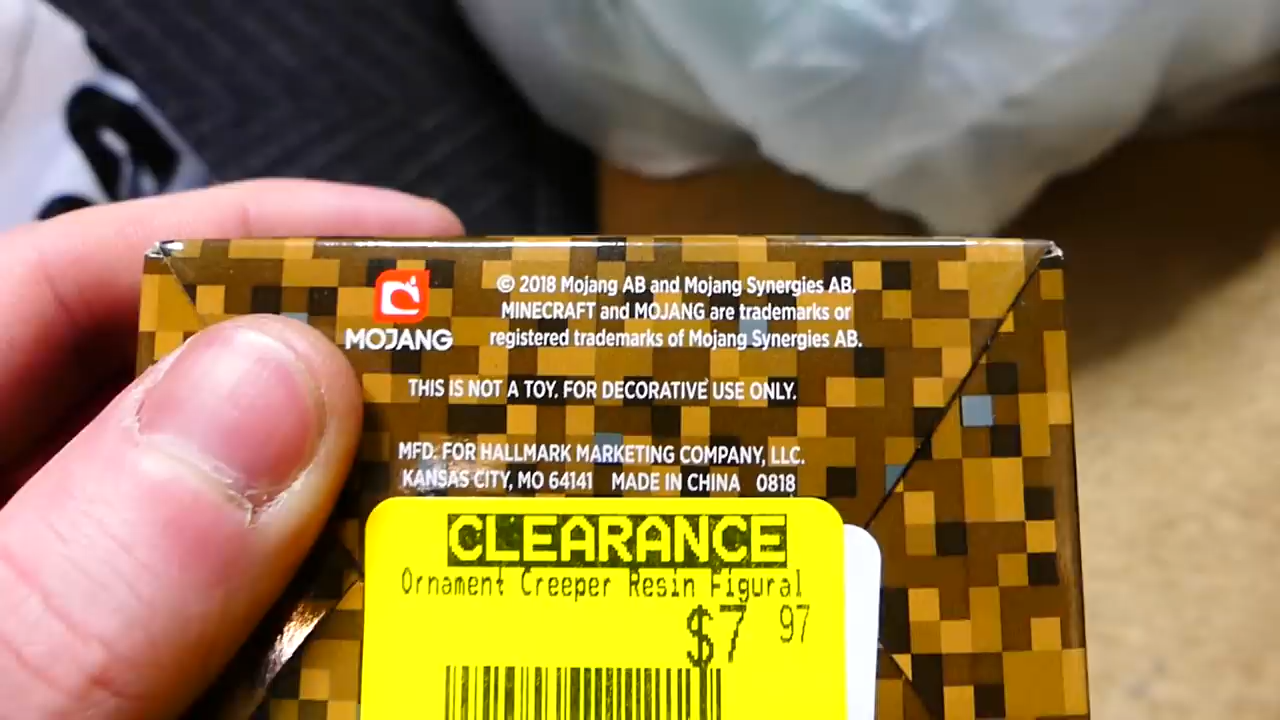 MOJANG
© 2018 Mojang AB and Mojang Synergies AB.
MINECRAFT and MOJANG are trademarks or
registered trademarks of Mojang Synergies AB.
THIS IS NOT A TOY. FOR DECORATIVE USE ONLY.
MFD. FOR HALLMARK MARKETING COMPANY, LLC.
KANSAS CITY, MO 64141 MADE IN CHINA 0818
CLEARANCE
Ornament Creeper Resin Figural
$7 97